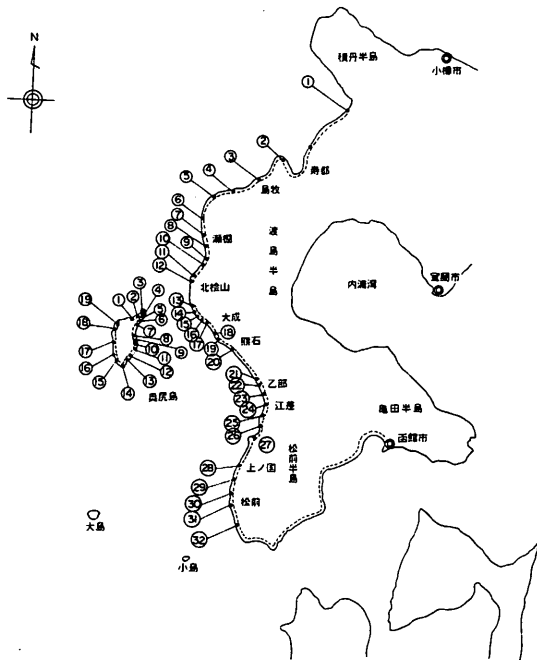 N
積丹半島
小樽市
①
②
寿都
③
島牧
④
⑤
⑥
⑦
瀬棚
⑧
⑨
渡島半島
⑩
⑪
⑫
北桧山
内浦湾
室蘭市
⑬
⑭
⑮
大成
⑯
⑰
⑱
熊石
⑲
⑳
①
②
③
④
⑤
⑥
⑦
⑧
⑨
⑩
⑪
⑫
⑬
⑭
⑮
⑯
⑰
⑱
⑲
奥尻島
㉑
乙部
㉒
㉓
江差
㉔
㉕
㉖
㉗
亀田半島
函館市
松前半島
㉘
上ノ国
㉙
㉚
松前
㉛
㉜
大島
小島